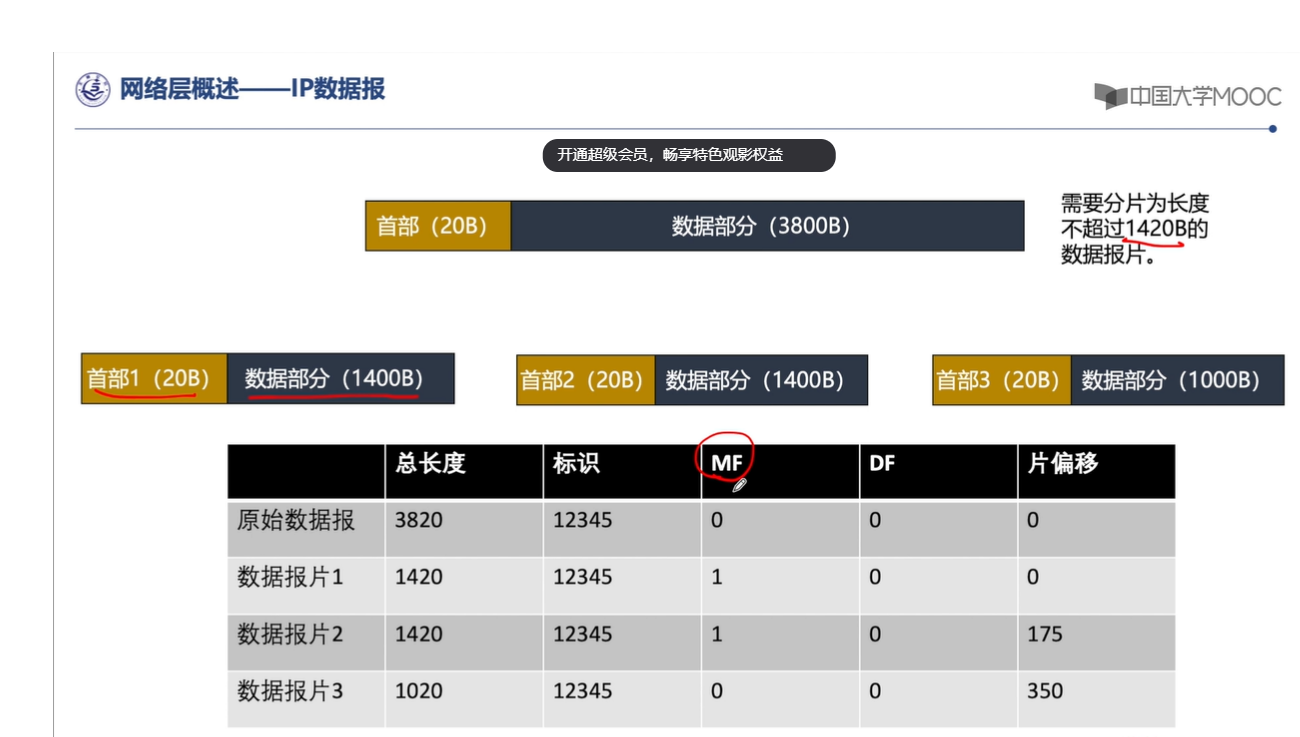 网络层概述——IP数据报
中国大学MOOC
开通超级会员，畅享特色观影权益
首部（20B） 数据部分（3800B）
需要分片为长度
不超过1420B的
数据报片。
首部1（20B） 数据部分（1400B） 首部2（20B） 数据部分（1400B） 首部3（20B） 数据部分（1000B）
总长度 标识 MF DF 片偏移
原始数据报 3820 12345 0 0 0
数据报片1 1420 12345 1 0 0
数据报片2 1420 12345 1 0 175
数据报片3 1020 12345 0 0 350